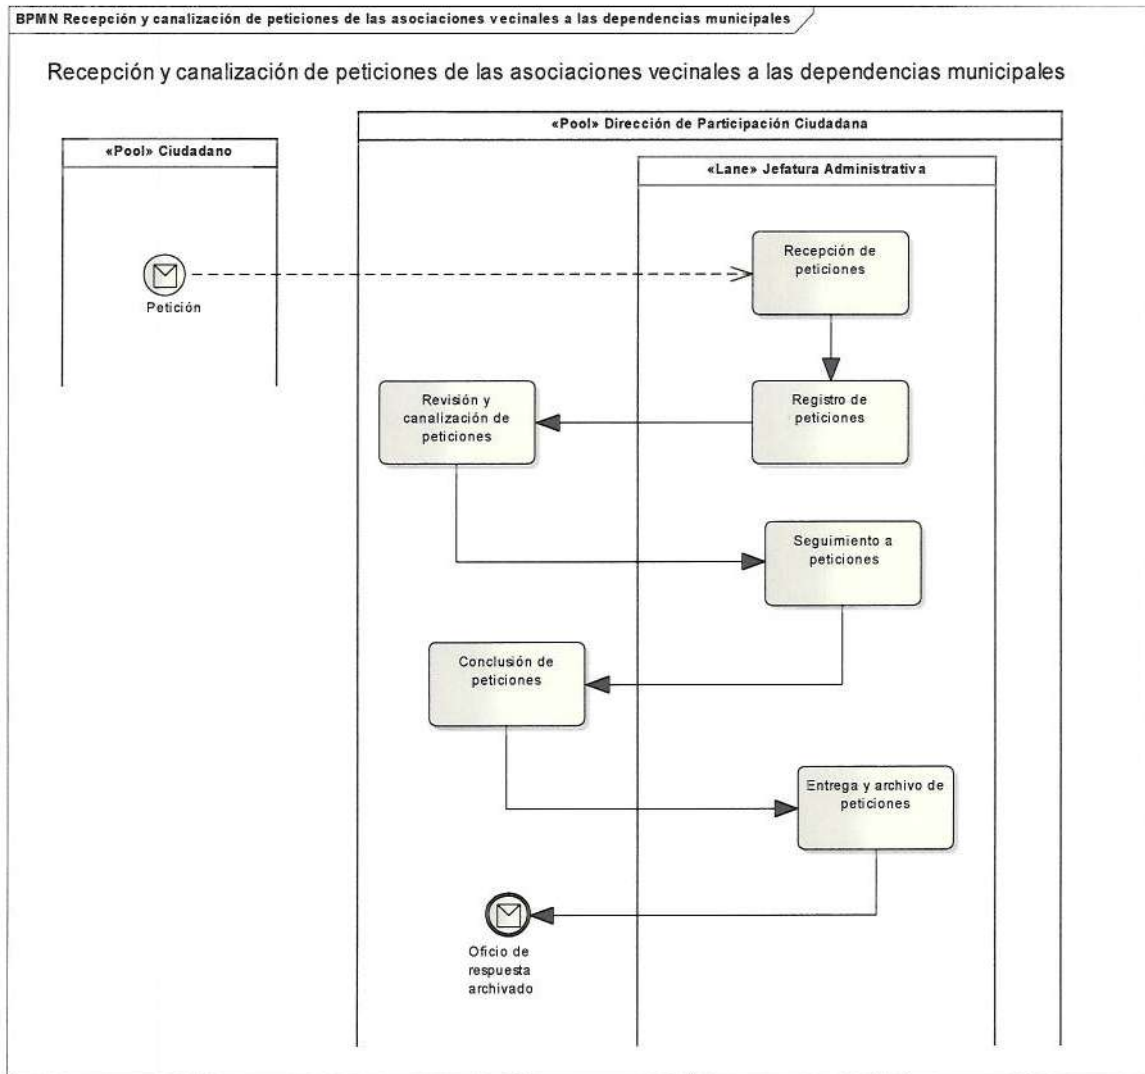 BPMN Recepción y canalización de peticiones de las asociaciones vecinales a las dependencias municipales
Recepción y canalización de peticiones de las asociaciones vecinales a las dependencias municipales
«Pool» Dirección de Participación Ciudadana
«Pool» Ciudadano
«Lane» Jefatura Administrativa
Recepción de
peticiones
Petición
Registro de
peticiones
Revisión y
canalización de
peticiones
Seguimiento a
peticiones
Conclusión de
peticiones
Entrega y archivo de
peticiones
Oficio de
respuesta
archivado